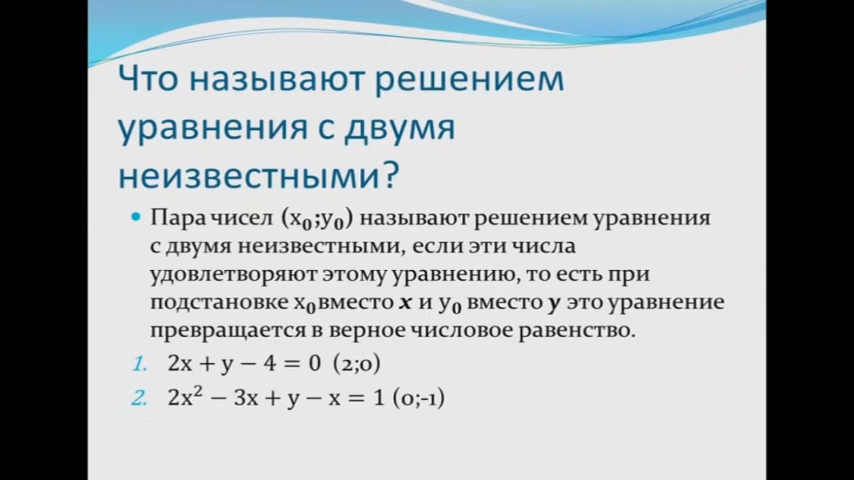 Что называют решением
уравнения с двумя
неизвестными?
• Пара чисел (x₀;y₀) называют решением уравнения
с двумя неизвестными, если эти числа
удовлетворяют этому уравнению, то есть при
подстановке x₀вместо x и y₀ вместо y это уравнение
превращается в верное числовое равенство.
1. 2x + y − 4 = 0 (2;0)
2. 2x² − 3x + y − x = 1 (0;-1)